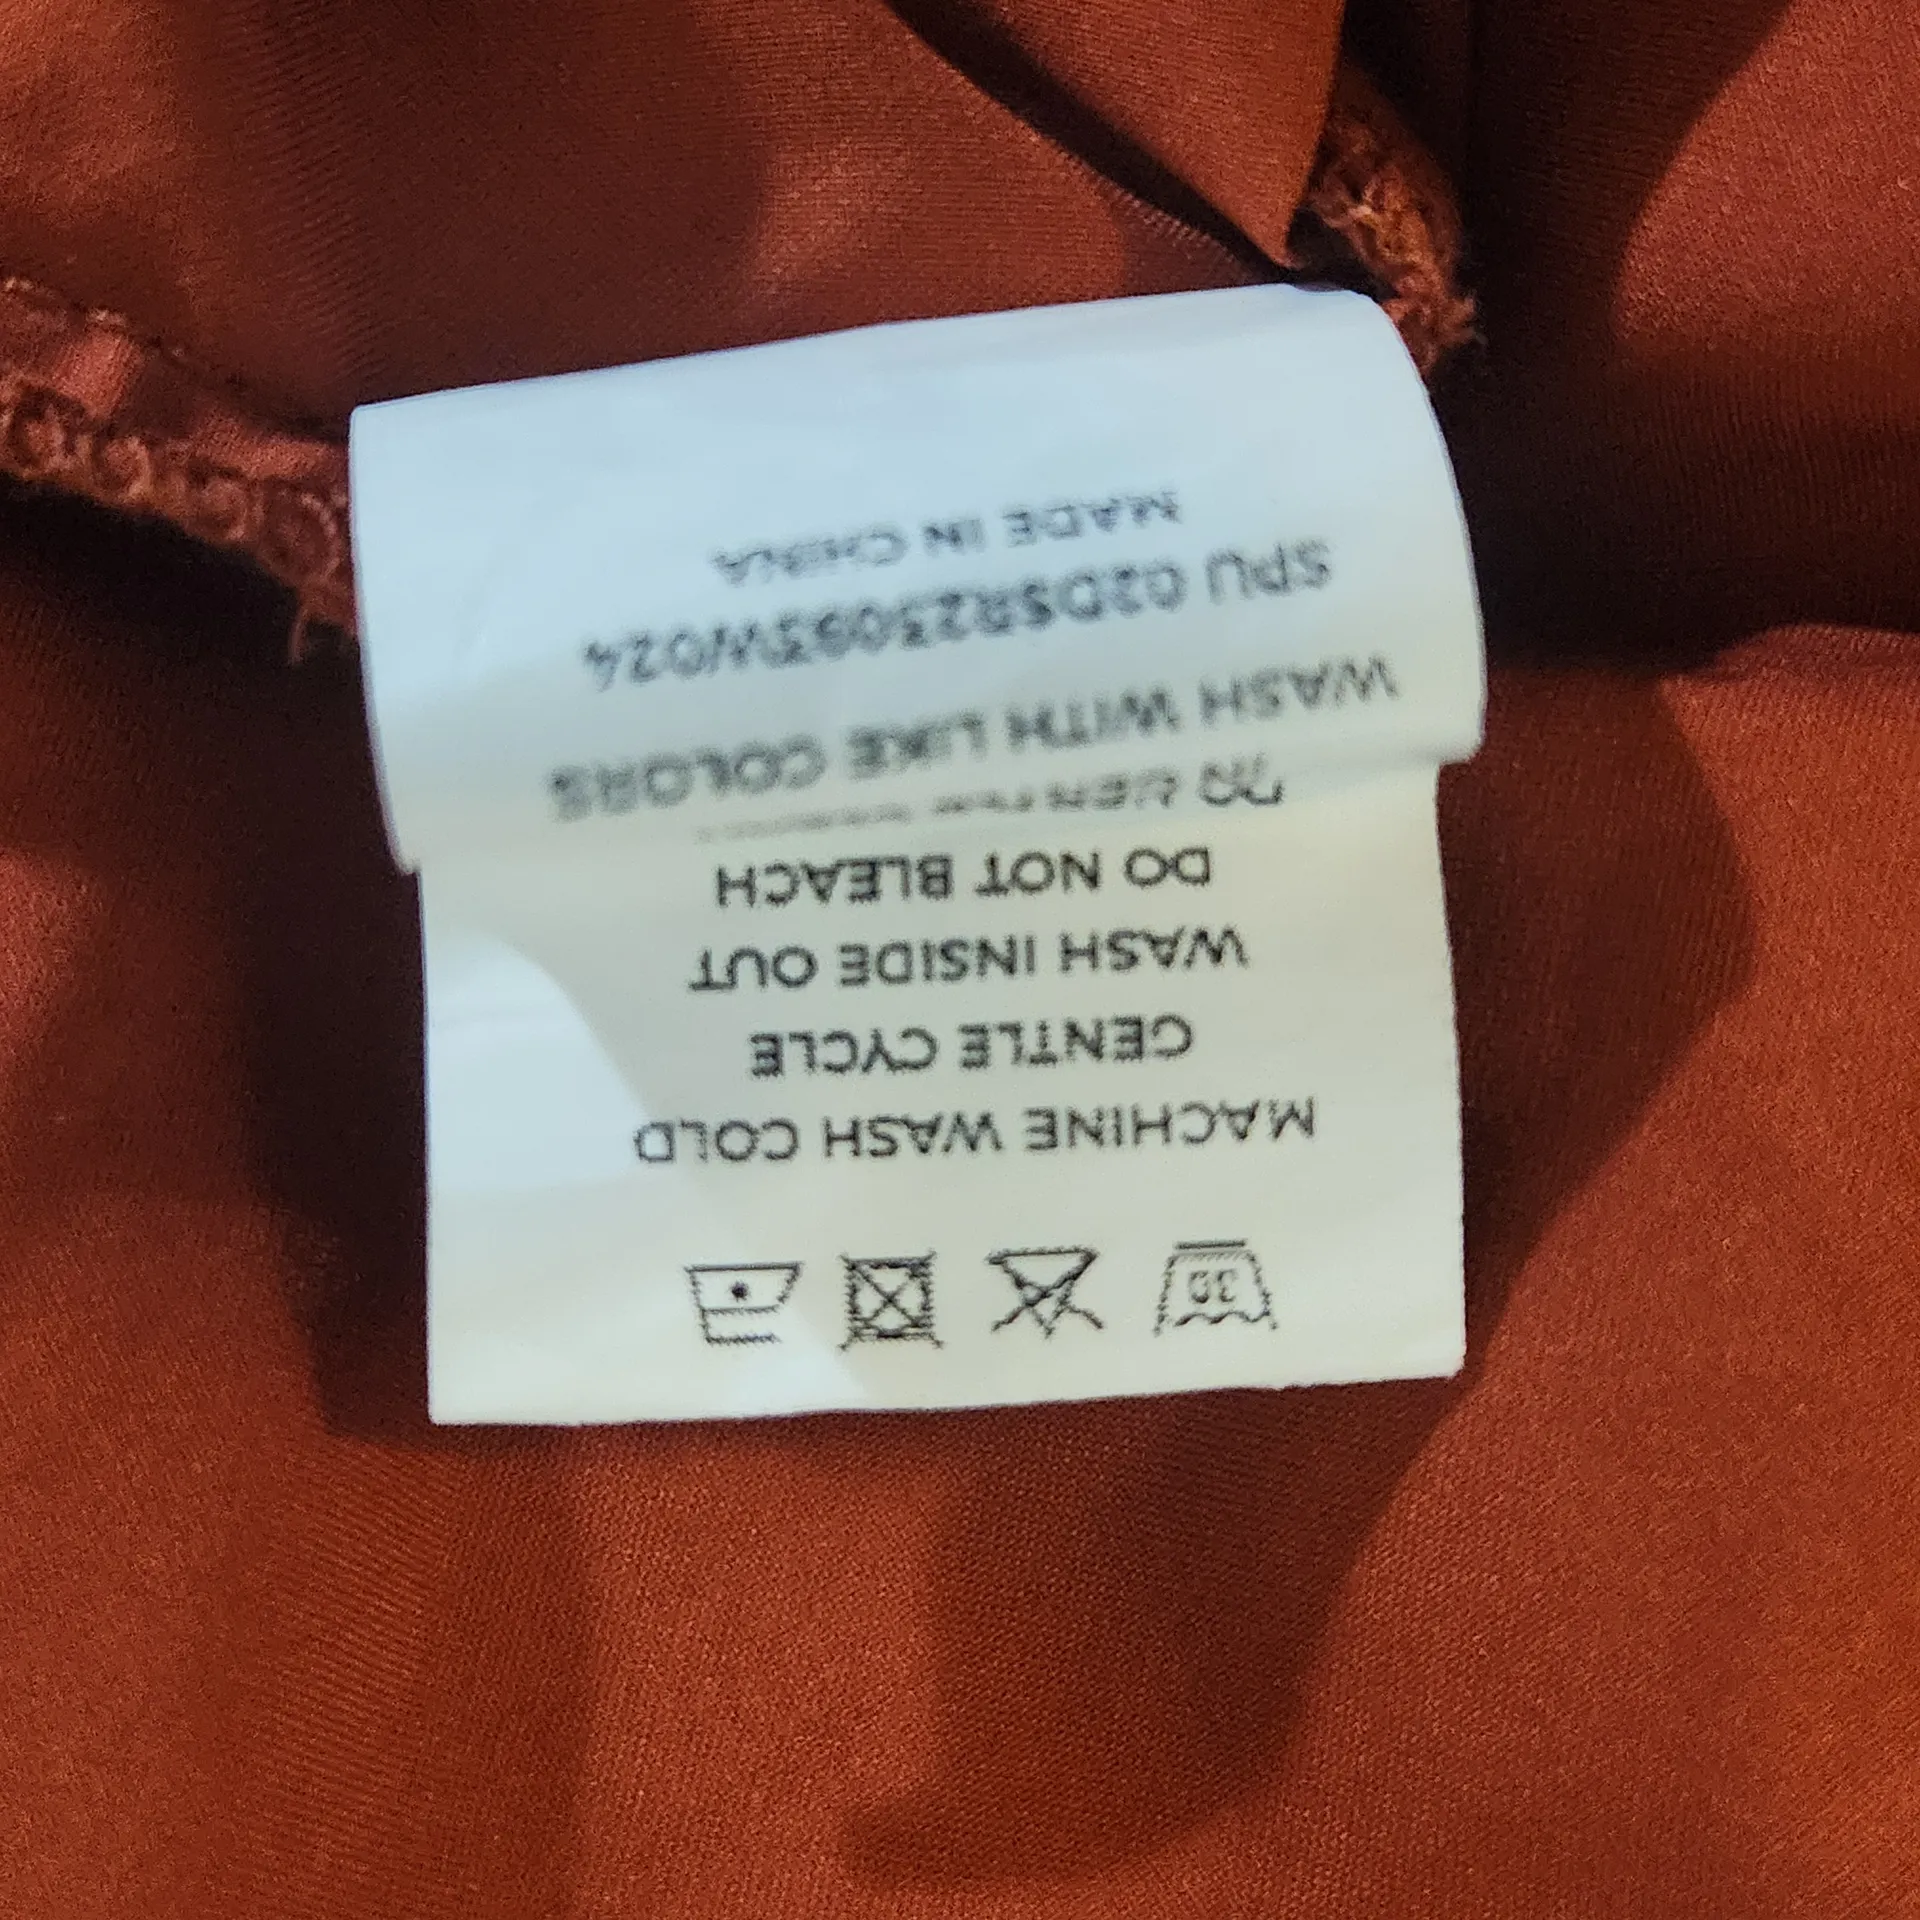 30
MACHINE WASH COLD
GENTLE CYCLE
WASH INSIDE OUT
DO NOT BLEACH
WASH WITH LIKE COLORS
SPU
MADE IN CHINA